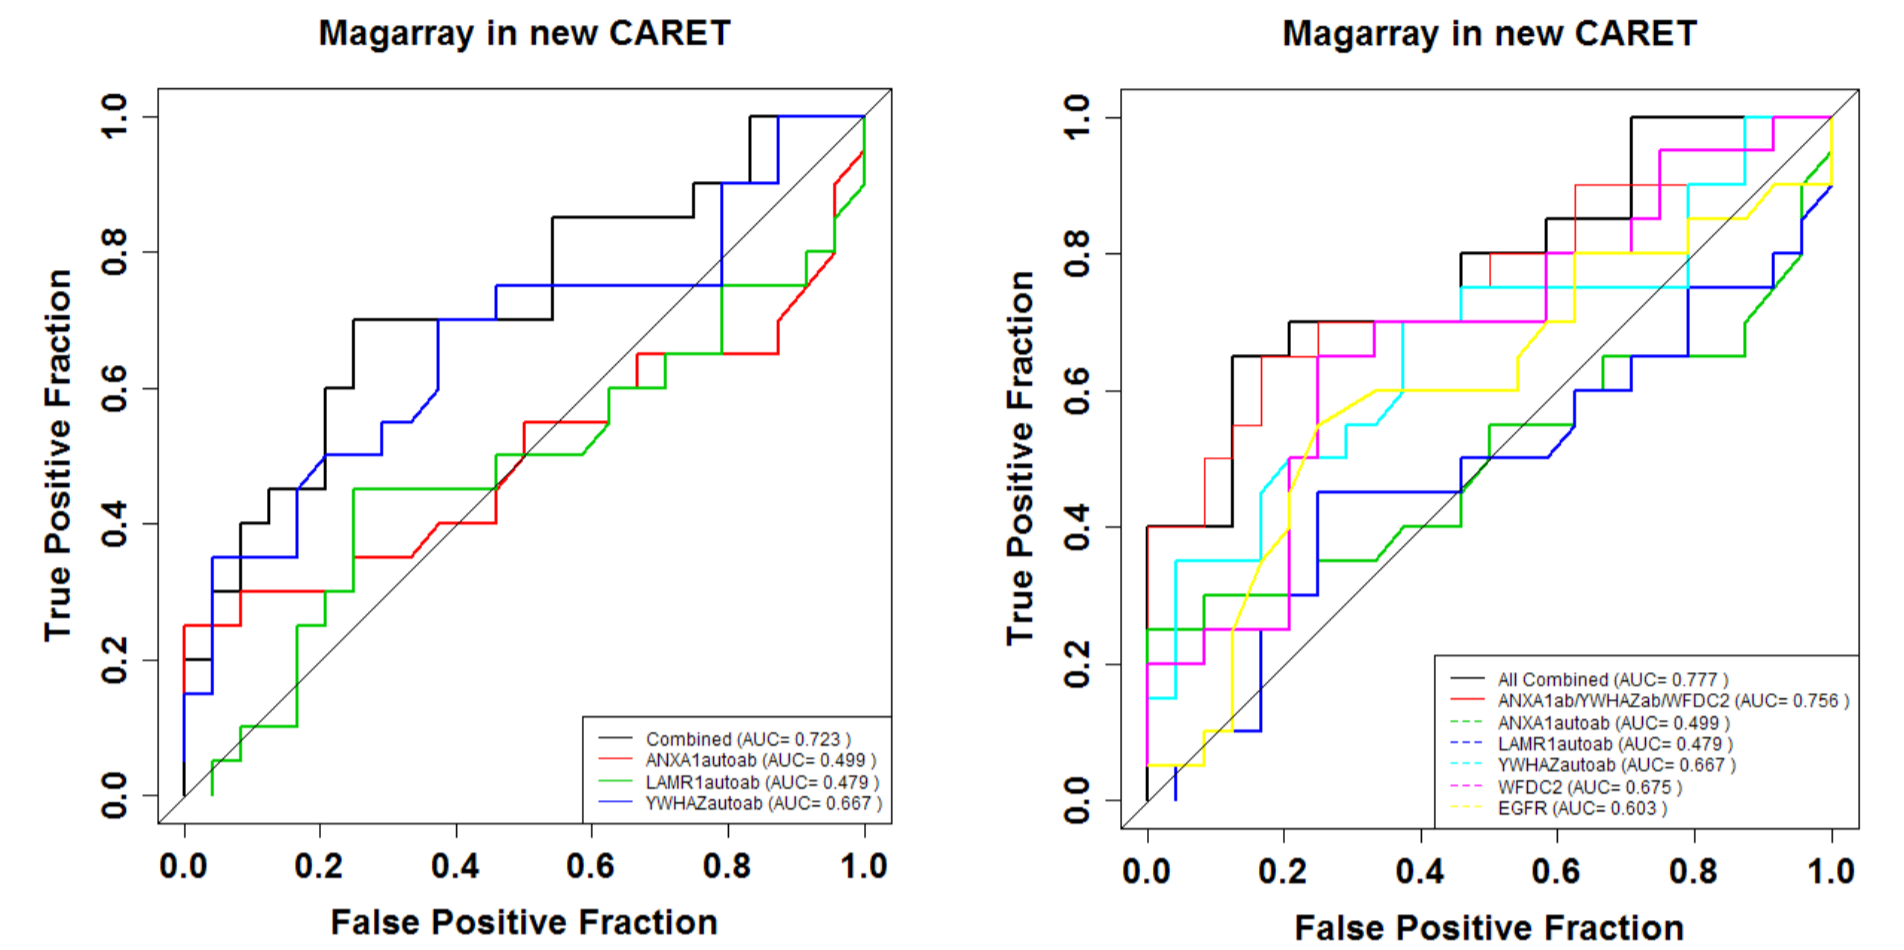 Magarray in new CARET
True Positive Fraction
1.0
0.8
0.6
0.4
0.2
0.0
Combined (AUC= 0.723 )
ANXA1autoab (AUC= 0.499 )
LAMR1autoab (AUC= 0.479 )
YWHAZautoab (AUC= 0.667 )
0.0 0.2 0.4 0.6 0.8 1.0
False Positive Fraction
Magarray in new CARET
True Positive Fraction
1.0
0.8
0.6
0.4
0.2
0.0
All Combined (AUC= 0.777 )
ANXA1ab/YWHAZab/WFDC2 (AUC= 0.756 )
ANXA1autoab (AUC= 0.499 )
LAMR1autoab (AUC= 0.479 )
YWHAZautoab (AUC= 0.667 )
WFDC2 (AUC= 0.675 )
EGFR (AUC= 0.603 )
0.0 0.2 0.4 0.6 0.8 1.0
False Positive Fraction